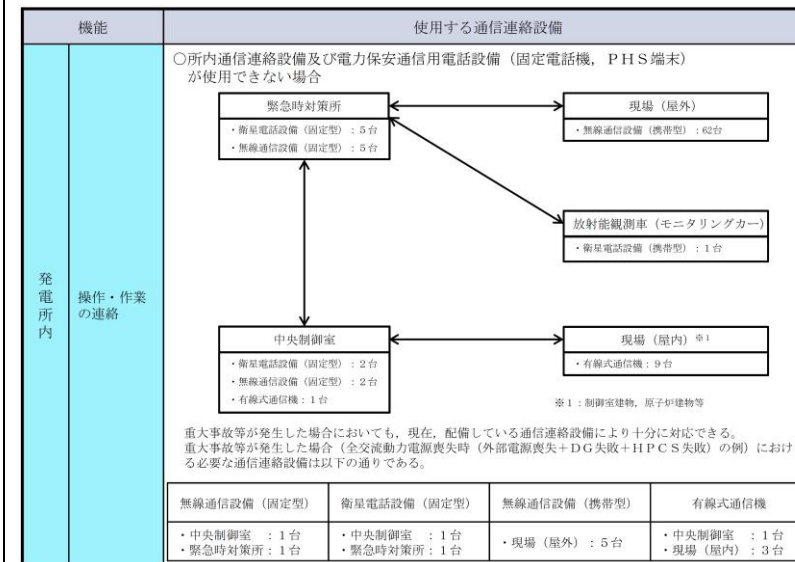 機能
使用する通信連絡設備
発電所内
操作・作業
の連絡
○所内通信連絡設備及び電力保安通信用電話設備（固定電話機，ＰＨＳ端末）
が使用できない場合
緊急時対策所
・衛星電話設備（固定型）：５台
・無線通信設備（固定型）：５台
現場（屋外）
・無線通信設備（携帯型）：62台
放射能観測車（モニタリングカー）
・衛星電話設備（携帯型）：１台
中央制御室
・衛星電話設備（固定型）：２台
・無線通信設備（固定型）：２台
・有線式通信機：１台
現場（屋内）※１
・有線式通信機：９台
※１：制御室建物，原子炉建物等
重大事故等が発生した場合においても，現在，配備している通信連絡設備により十分に対応できる。
重大事故等が発生した場合（全交流動力電源喪失時（外部電源喪失＋ＤＧ失敗＋ＨＰＣＳ失敗）の例）におけ
る必要な通信連絡設備は以下の通りである。
無線通信設備（固定型）
衛星電話設備（固定型）
無線通信設備（携帯型）
有線式通信機
・中央制御室　：１台
・緊急時対策所：１台
・中央制御室　：１台
・緊急時対策所：１台
・現場（屋外）：５台
・中央制御室　：１台
・現場（屋内）：３台